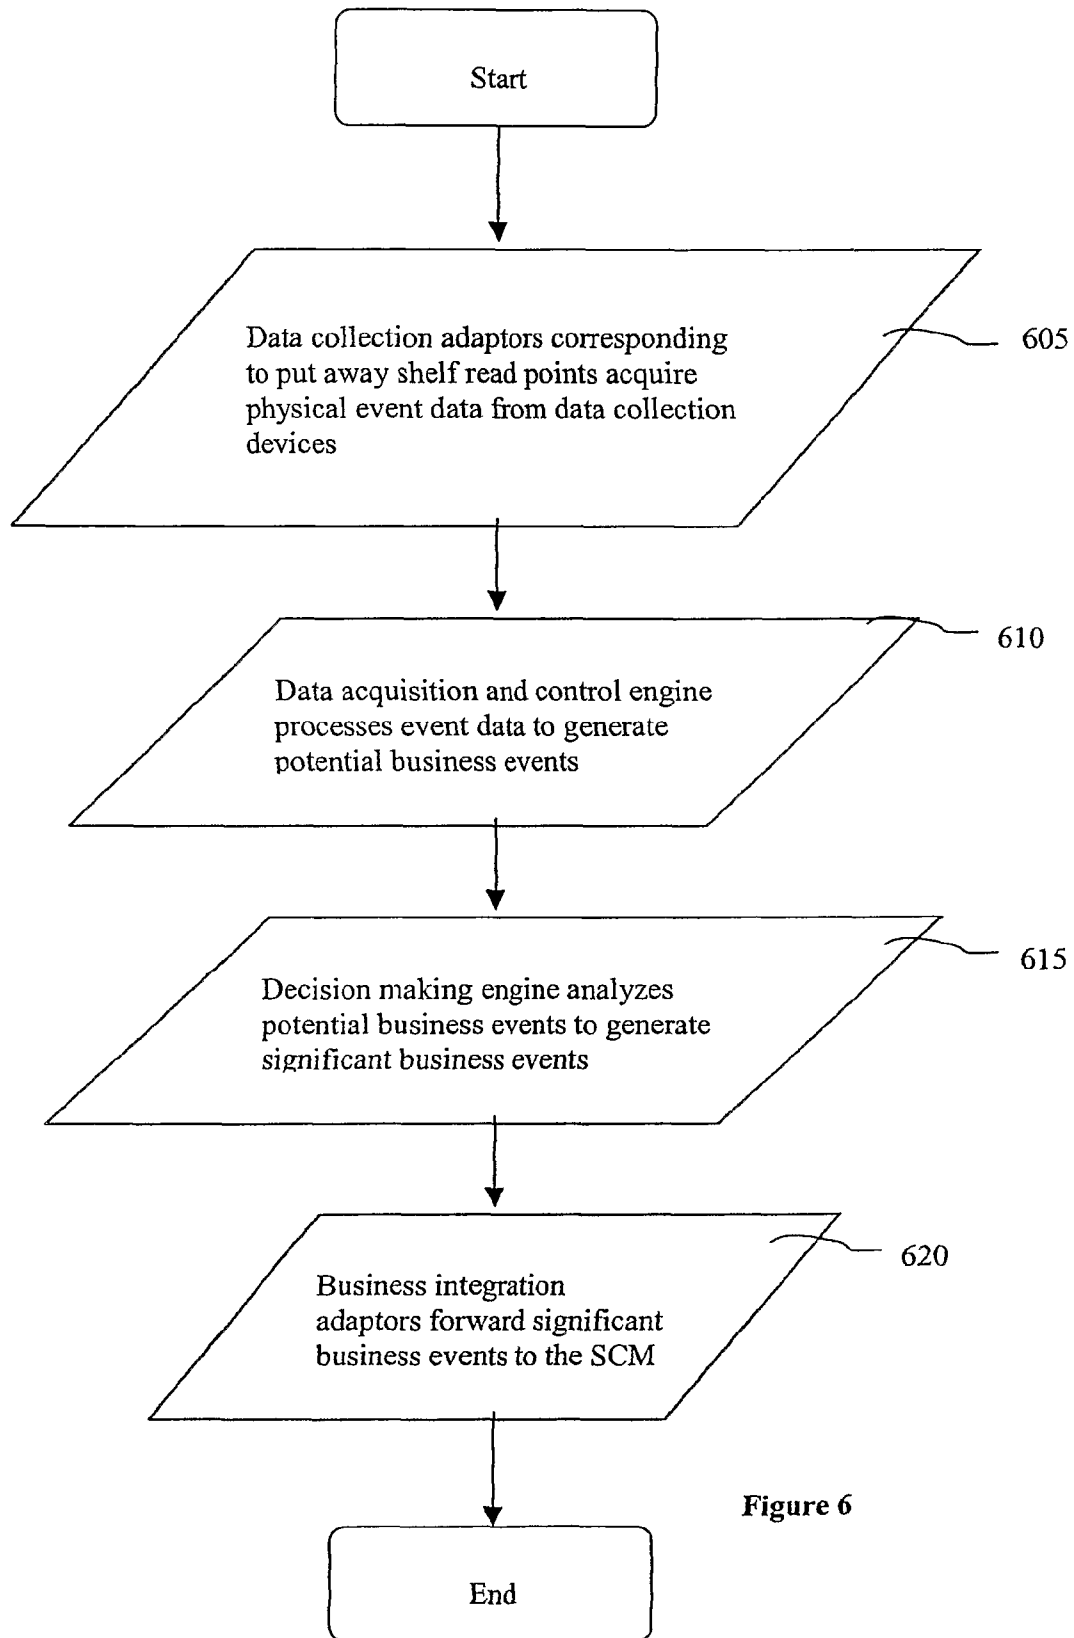 Start
Data collection adaptors corresponding
to put away shelf read points acquire
physical event data from data collection
devices
605
610
Data acquisition and control engine
processes event data to generate
potential business events
615
Decision making engine analyzes
potential business events to generate
significant business events
620
Business integration
adaptors forward significant
business events to the SCM
Figure 6
End